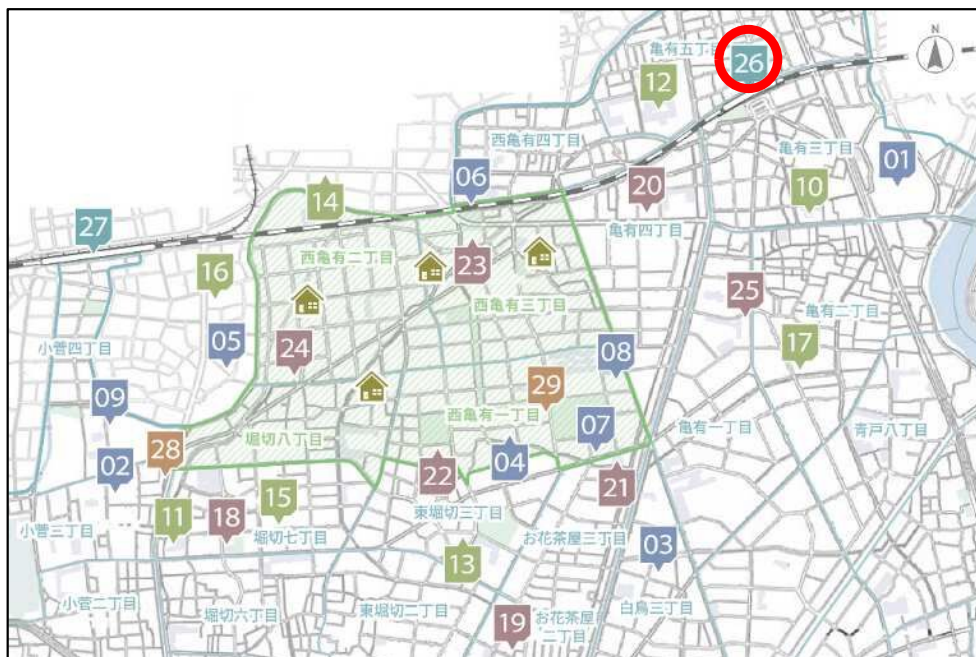 亀有五丁目
26
N
12
西亀有四丁目
亀有三丁目
01
06
20
10
14
27
亀有四丁目
西亀有二丁目
23
16
25
西亀有三丁目
亀有二丁目
小菅四丁目
05
24
08
17
09
29
西亀有一丁目
07
亀有一丁目
青戸八丁目
堀切八丁目
28
02
04
22
21
15
東堀切三丁目
11
18
小菅三丁目
堀切七丁目
お花茶屋三丁目
03
13
小菅二丁目
堀切六丁目
東堀切二丁目
19
お花茶屋
二丁目
白鳥三丁目